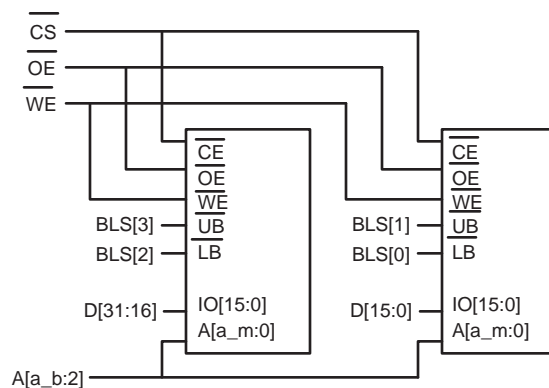 CS
OE
WE
CE
OE
WE
BLS[3] UB
BLS[2] LB
D[31:16] IO[15:0]
A[a_m:0]
CE
OE
WE
BLS[1] UB
BLS[0] LB
D[15:0] IO[15:0]
A[a_m:0]
A[a_b:2]